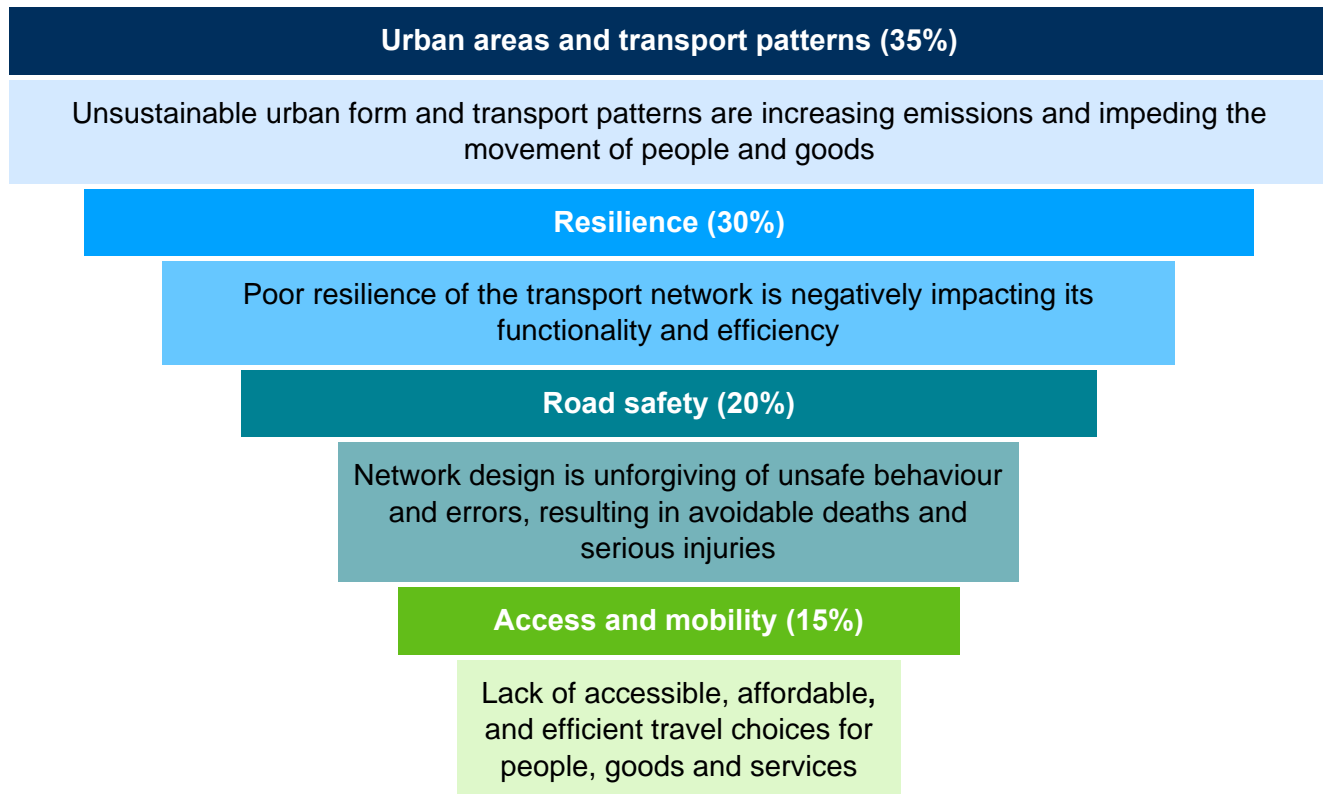 Urban areas and transport patterns (35%)
Unsustainable urban form and transport patterns are increasing emissions and impeding the
movement of people and goods
Resilience (30%)
Poor resilience of the transport network is negatively impacting its
functionality and efficiency
Road safety (20%)
Network design is unforgiving of unsafe behaviour
and errors, resulting in avoidable deaths and
serious injuries
Access and mobility (15%)
Lack of accessible, affordable,
and efficient travel choices for
people, goods and services